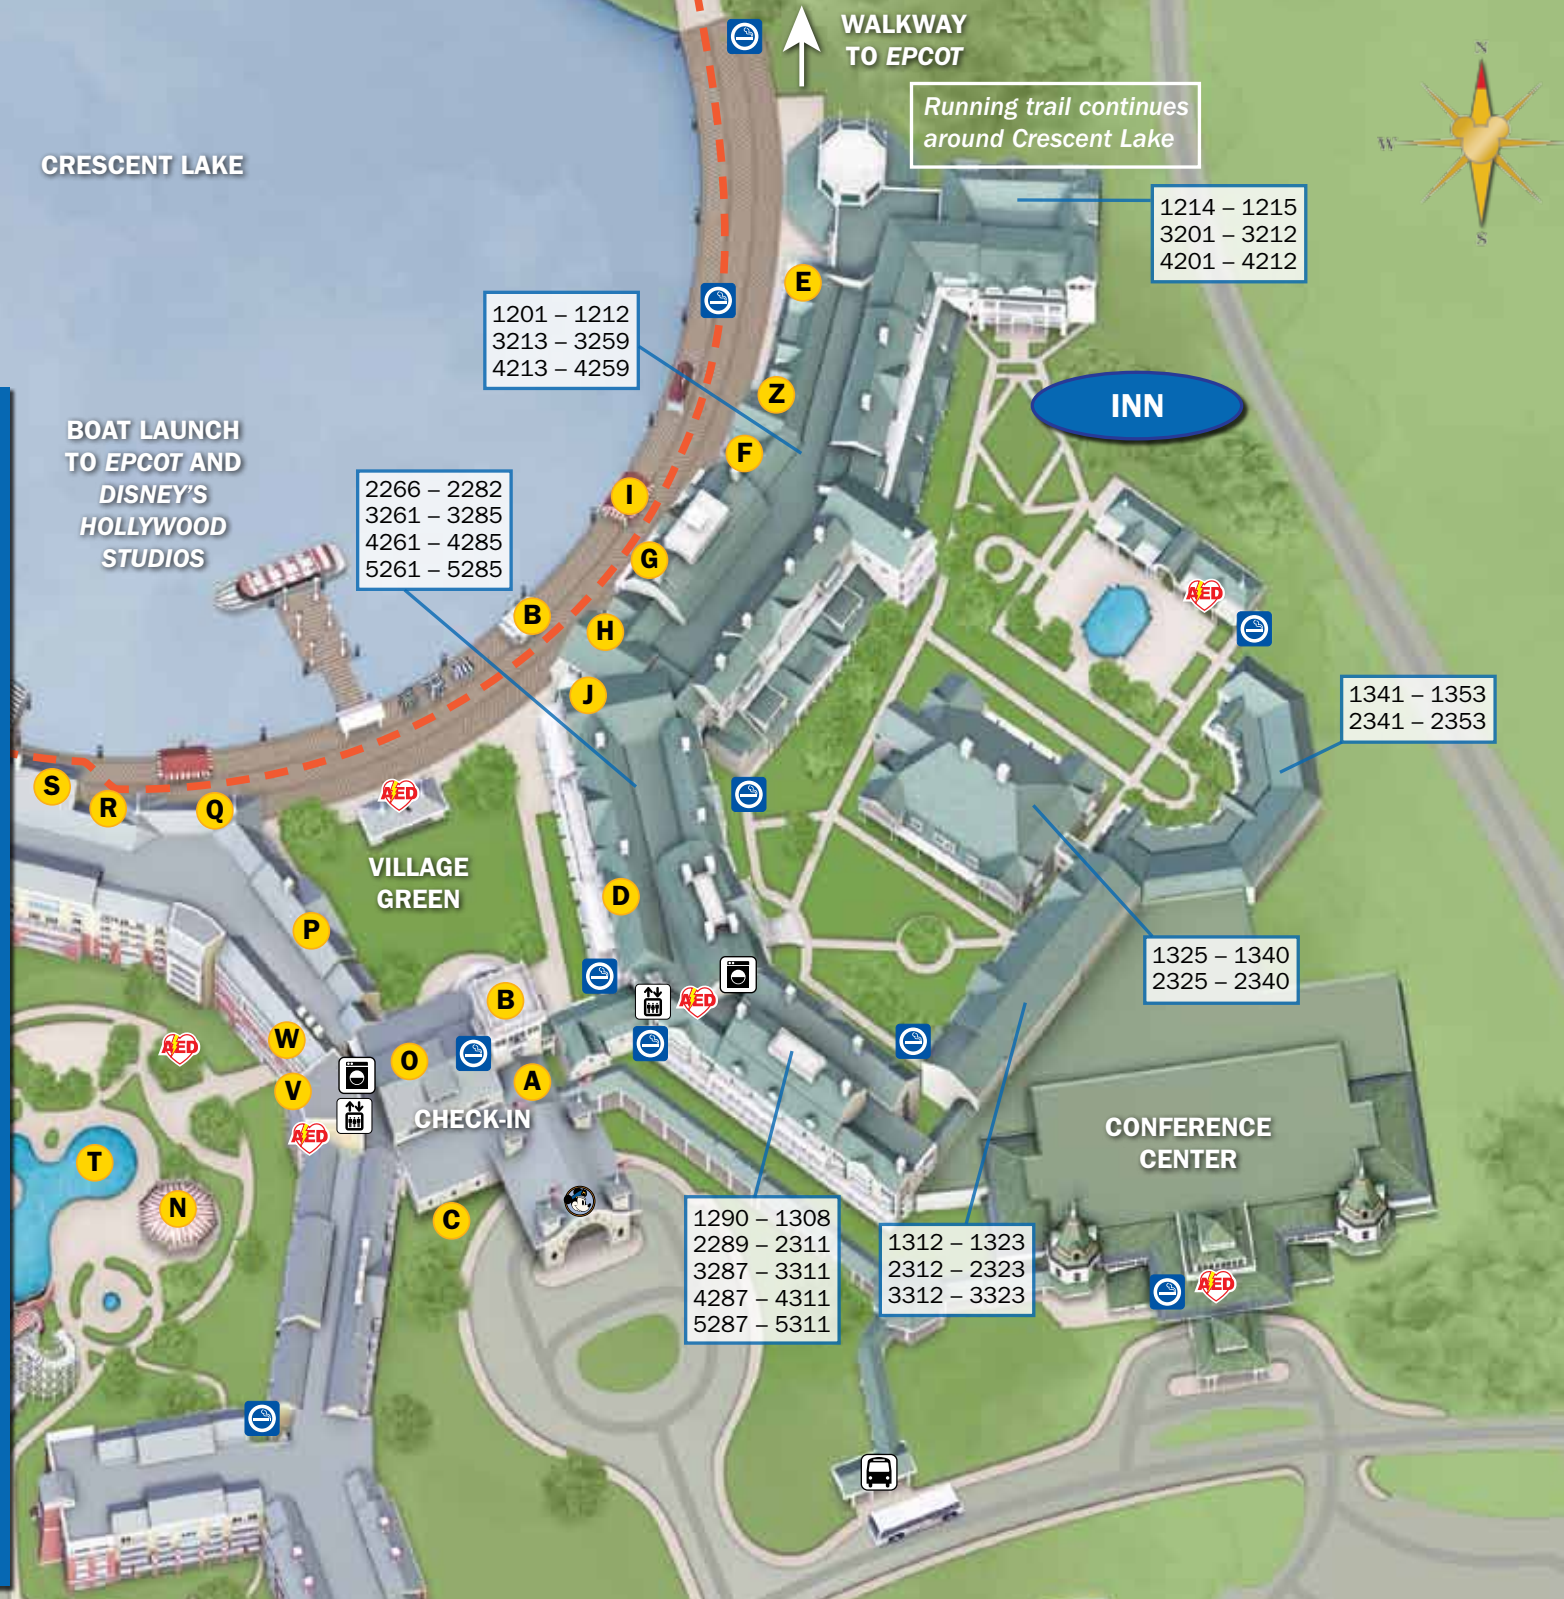 WALKWAY
TO EPCOT
Running trail continues
around Crescent Lake
N
W
S
CRESCENT LAKE
1214 – 1215
3201 – 3212
4201 – 4212
E
1201 – 1212
3213 – 3259
4213 – 4259
Z
INN
BOAT LAUNCH
TO EPCOT AND
DISNEY'S
HOLLYWOOD
STUDIOS
F
2266 – 2282
3261 – 3285
4261 – 4285
5261 – 5285
I
G
B
H
AED
J
1341 – 1353
2341 – 2353
S
R
Q
AED
VILLAGE
GREEN
D
P
1325 – 1340
2325 – 2340
B
AED
W
O
AED
V
A
CHECK-IN
AED
CONFERENCE
CENTER
T
N
C
1290 – 1308
2289 – 2311
3287 – 3311
4287 – 4311
5287 – 5311
1312 – 1323
2312 – 2323
3312 – 3323
AED